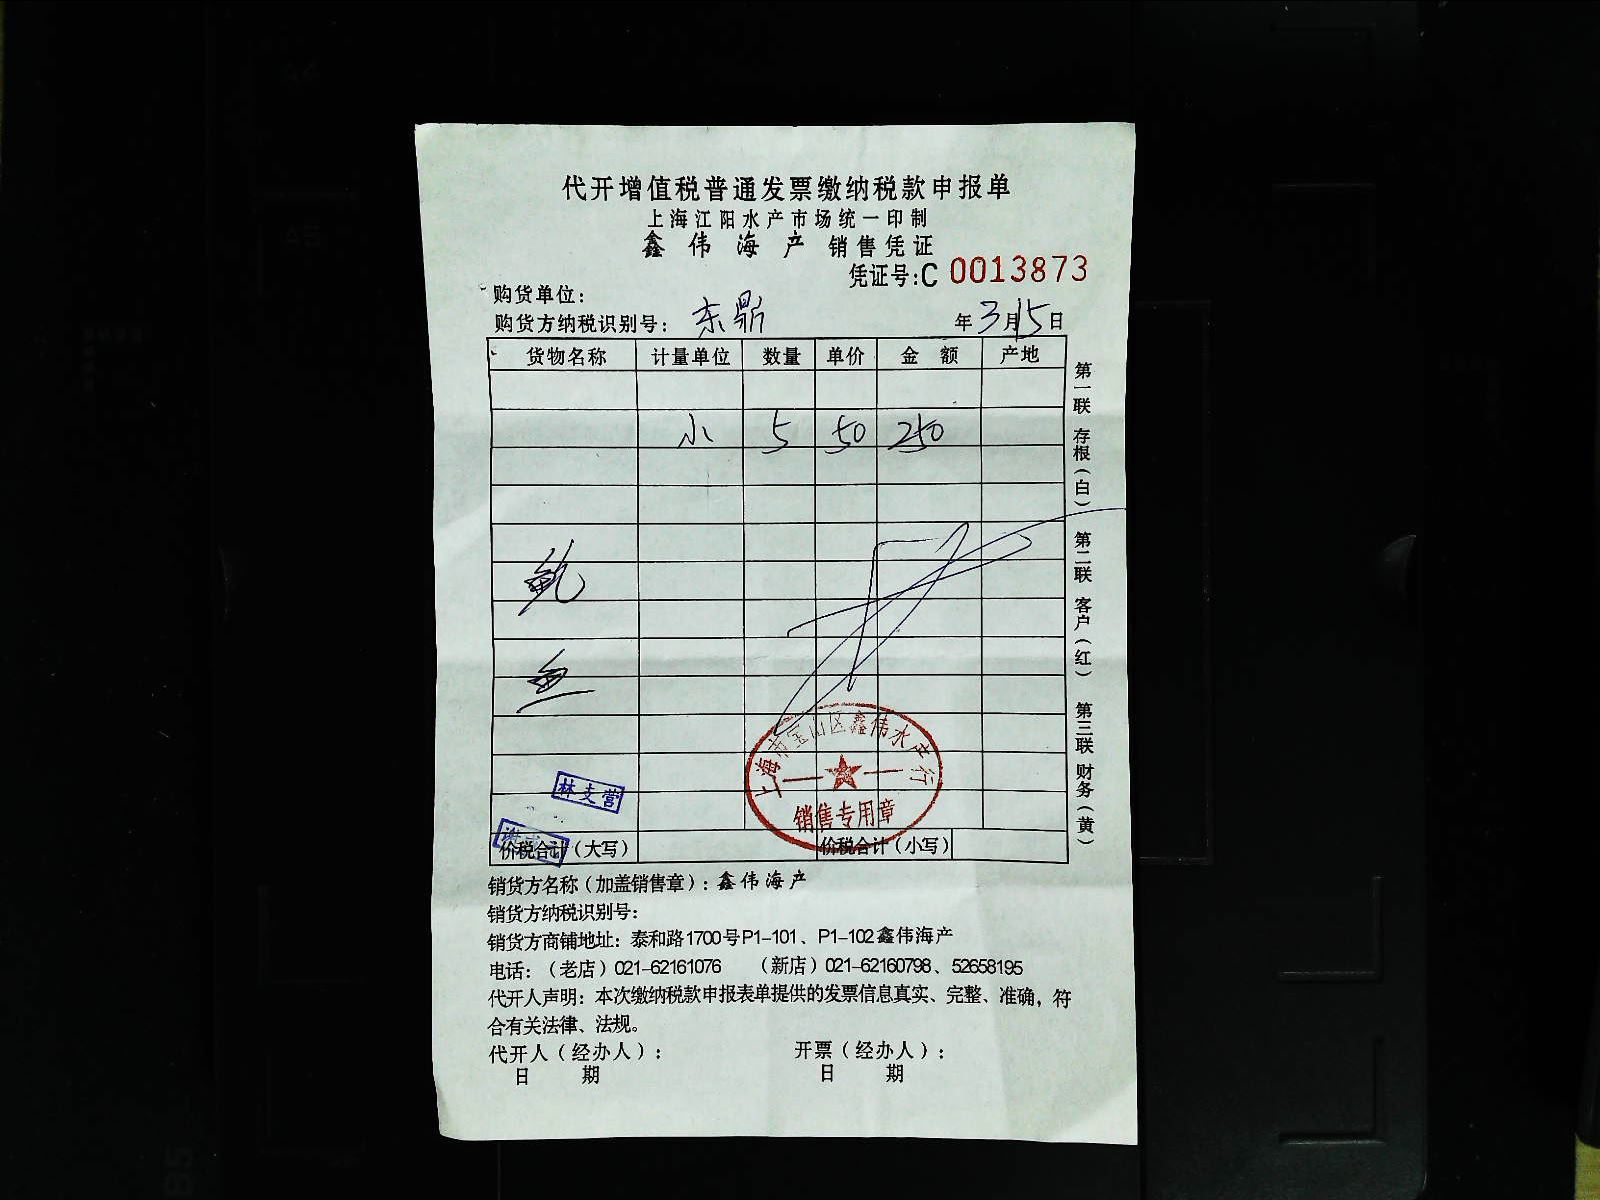 代开增值税普通发票缴纳税款申报单
上海江阳水产市场统一印制
鑫伟海产 销售凭证
凭证号:C 0013873
购货单位：
购货方纳税识别号： 东鼎 年3月15日
货物名称 计量单位 数量 单价 金额 产地
小 5 50 250
鲍
鱼
上海市宝山区鑫伟水产行
销售专用章
林支营
价税合计（大写） 价税合计（小写）
第一联 存根（白） 第二联 客户（红） 第三联 财务（黄）
销货方名称（加盖销售章）：鑫伟海产
销货方纳税识别号：
销货方商铺地址：泰和路1700号P1-101、P1-102鑫伟海产
电话：（老店）021-62161076 （新店）021-62160798、52658195
代开人声明：本次缴纳税款申报表单提供的发票信息真实、完整、准确，符
合有关法律、法规。
代开人（经办人）： 开票（经办人）：
日 期 日 期
A4
B5